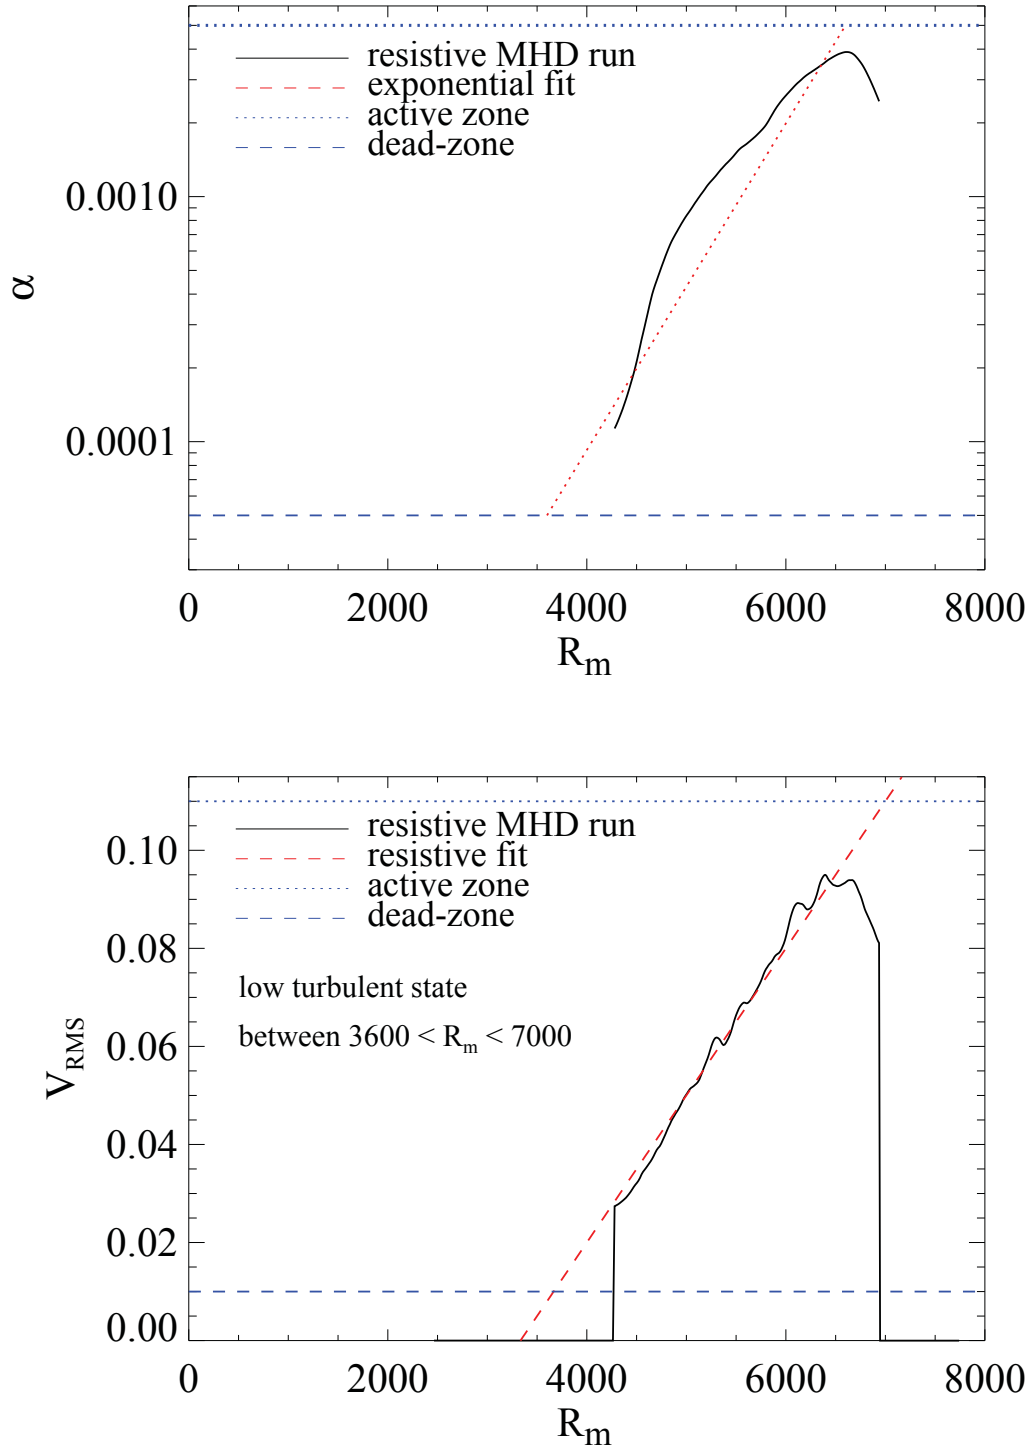 resistive MHD run
exponential fit
active zone
dead-zone
0.0010
0.0001
α
0 2000 4000 6000 8000
Rm
resistive MHD run
resistive fit
active zone
dead-zone
low turbulent state
between 3600 < Rm < 7000
0.10
0.08
0.06
0.04
0.02
0.00
VRMS
0 2000 4000 6000 8000
Rm